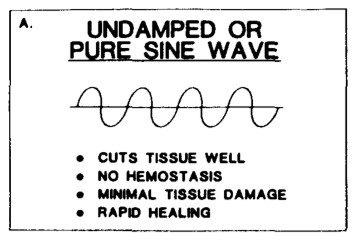 A.
UNDAMPED OR
PURE SINE WAVE
• CUTS TISSUE WELL
• NO HEMOSTASIS
• MINIMAL TISSUE DAMAGE
• RAPID HEALING